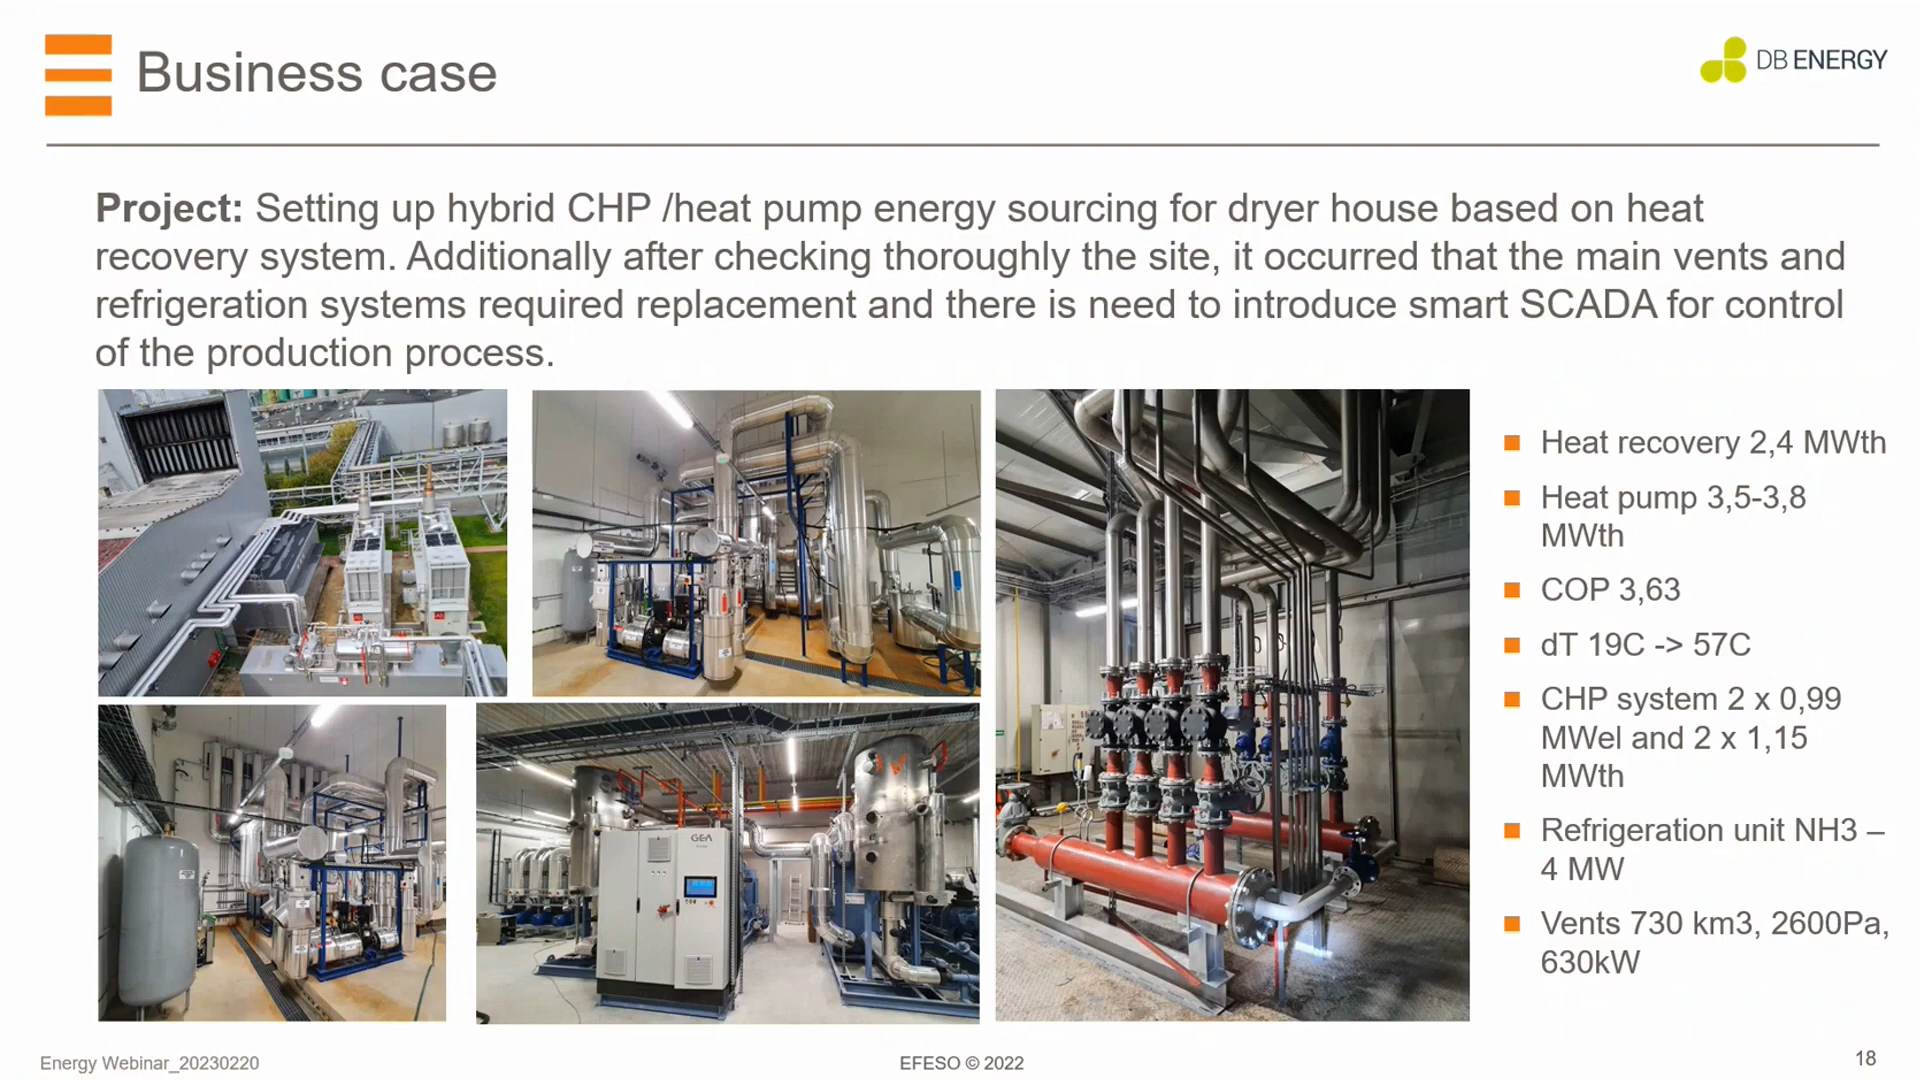 Business case
DB ENERGY
Project: Setting up hybrid CHP /heat pump energy sourcing for dryer house based on heat
recovery system. Additionally after checking thoroughly the site, it occurred that the main vents and
refrigeration systems required replacement and there is need to introduce smart SCADA for control
of the production process.
GEA
Heat recovery 2,4 MWth
Heat pump 3,5-3,8
MWth
COP 3,63
dT 19C -> 57C
CHP system 2 x 0,99
MWel and 2 x 1,15
MWth
Refrigeration unit NH3 –
4 MW
Vents 730 km3, 2600Pa,
630kW
Energy Webinar_20230220
EFESO © 2022
18